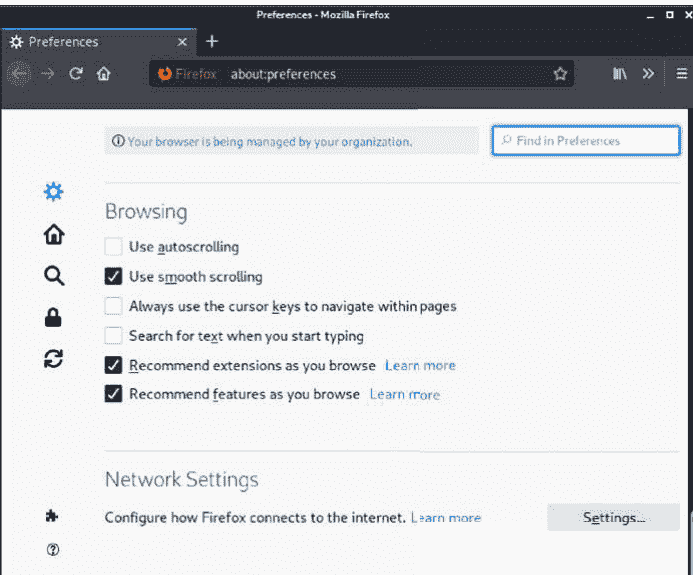 Preferences - Mozilla Firefox
Preferences
Firefox about:preferences
Your browser is being managed by your organization.
Find in Preferences
Browsing
Use autoscrolling
Use smooth scrolling
Always use the cursor keys to navigate within pages
Search for text when you start typing
Recommend extensions as you browse Learn more
Recommend features as you browse Learn more
Network Settings
Configure how Firefox connects to the internet. Learn more
Settings...